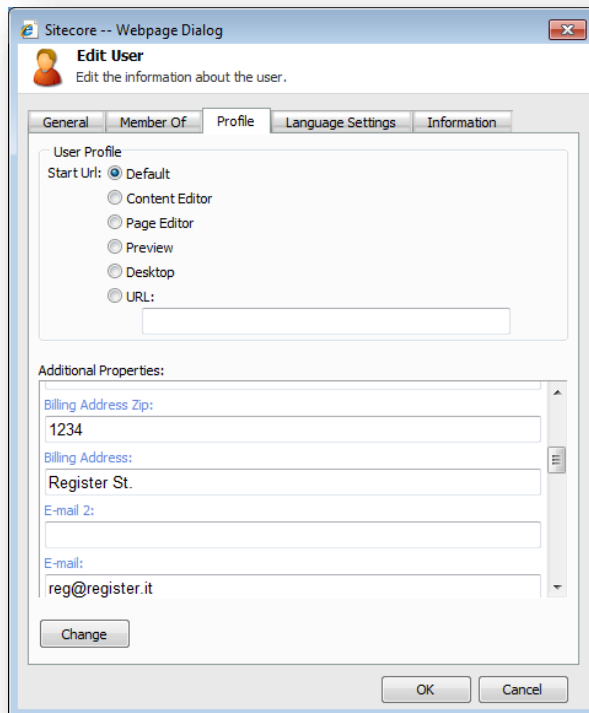 Sitecore -- Webpage Dialog
Edit User
Edit the information about the user.
General Member Of Profile Language Settings Information
User Profile
Start Url: Default
Content Editor
Page Editor
Preview
Desktop
URL:
Additional Properties:
Billing Address Zip:
1234
Billing Address:
Register St.
E-mail 2:
E-mail:
reg@register.it
Change
OK Cancel